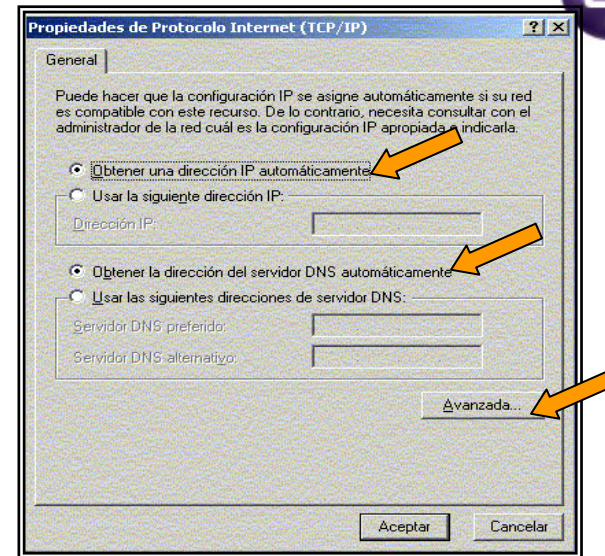 Propiedades de Protocolo Internet (TCP/IP)
General
Puede hacer que la configuración IP se asigne automáticamente si su red
es compatible con este recurso. De lo contrario, necesita consultar con el
administrador de la red cuál es la configuración IP apropiada e indicarla.
Obtener una dirección IP automáticamente
Usar la siguiente dirección IP:
Dirección IP:
Obtener la dirección del servidor DNS automáticamente
Usar las siguientes direcciones de servidor DNS:
Servidor DNS preferido:
Servidor DNS alternativo:
Avanzada...
Aceptar Cancelar